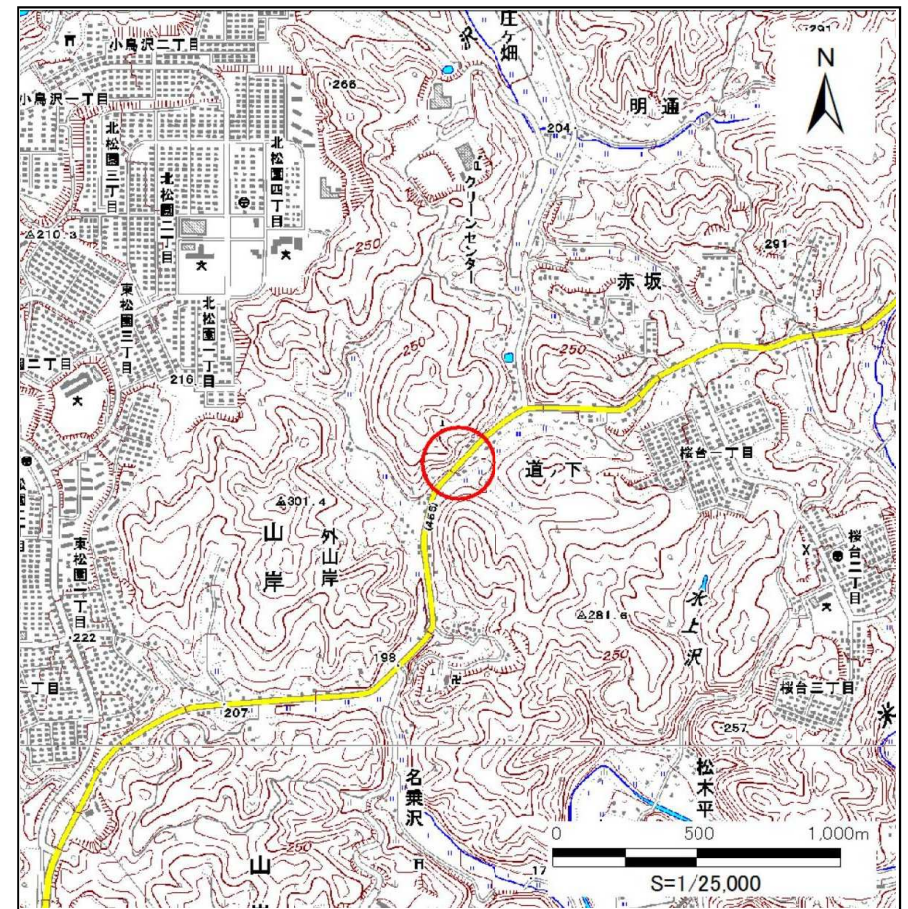 庄ヶ畑
沢
小鳥沢二丁目
266
明通
N
小鳥沢一丁目
204
北松園三丁目
北松園二丁目
北松園四丁目
クリーンセンター
△210.3
250
291
赤坂
東松園三丁目
北松園一丁目
250
250
二丁目
216
桜台一丁目
道ノ下
△301.4
(455)
山岸
外山岸
桜台二丁目
東松園一丁目
△281.6
水上沢
222
198
250
丁目
桜台三丁目
207
257
名乗沢
松木平
0 500 1,000m
250
山
17
S=1/25,000